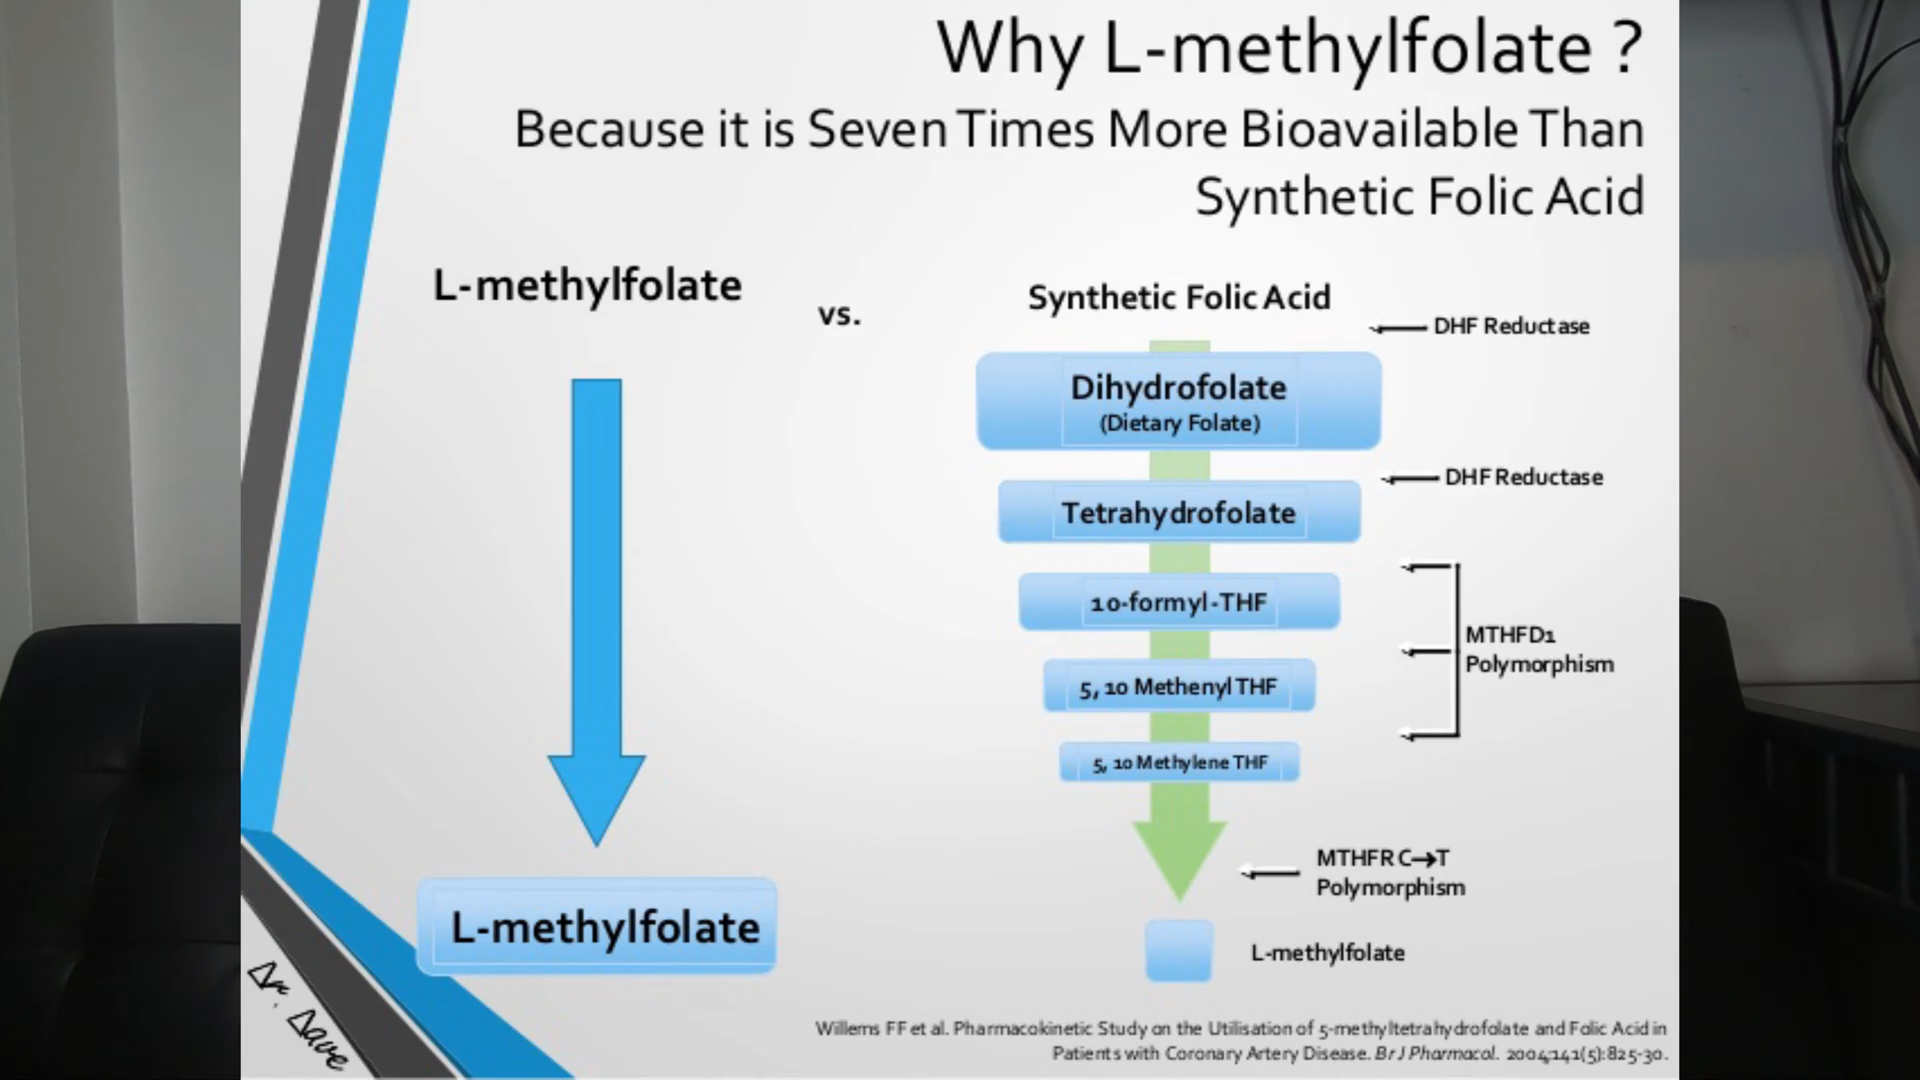 Why L-methylfolate ?
Because it is Seven Times More Bioavailable Than
Synthetic Folic Acid
L-methylfolate
vs.
Synthetic Folic Acid
DHF Reductase
Dihydrofolate
(Dietary Folate)
DHF Reductase
Tetrahydrofolate
10-formyl-THF
MTHFD1
Polymorphism
5, 10 Methenyl THF
5, 10 Methylene THF
MTHFR C→T
Polymorphism
L-methylfolate
L-methylfolate
Dr. Dave
Willems FF et al. Pharmacokinetic Study on the Utilisation of 5-methyltetrahydrofolate and Folic Acid in
Patients with Coronary Artery Disease. Br J Pharmacol. 2004;141(5):825-30.